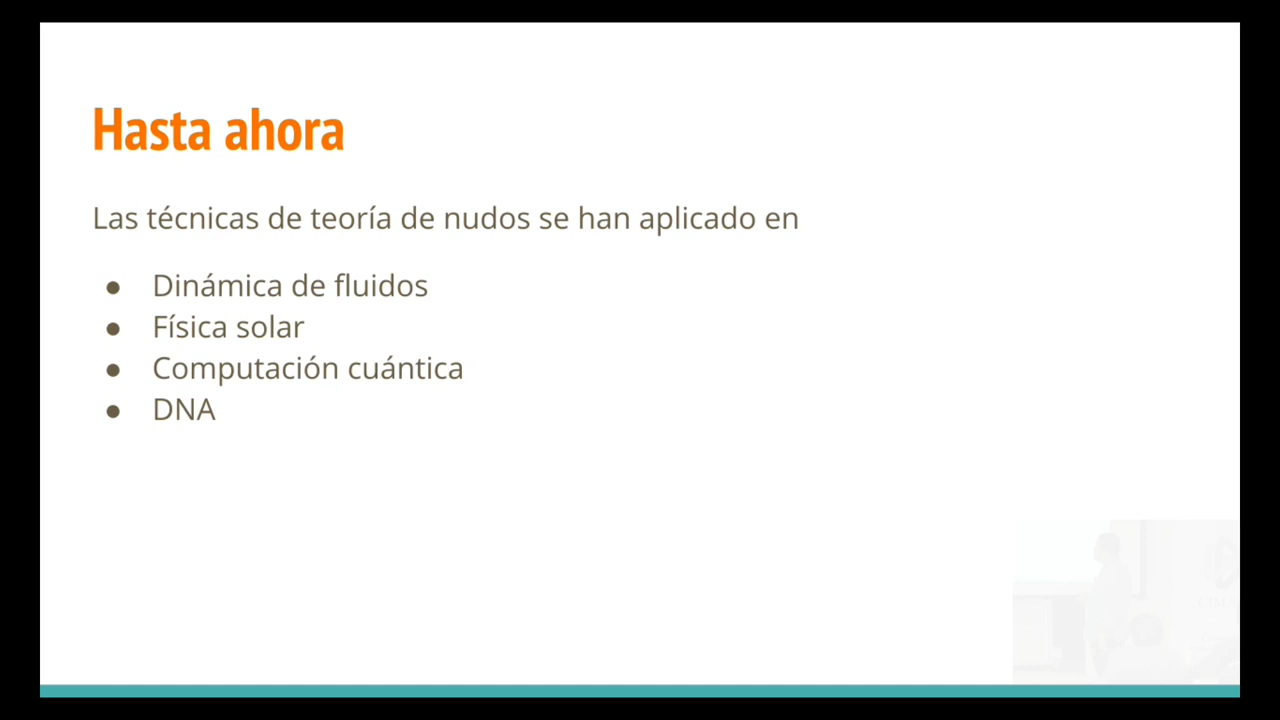 Hasta ahora
Las técnicas de teoría de nudos se han aplicado en
● Dinámica de fluidos
● Física solar
● Computación cuántica
● DNA